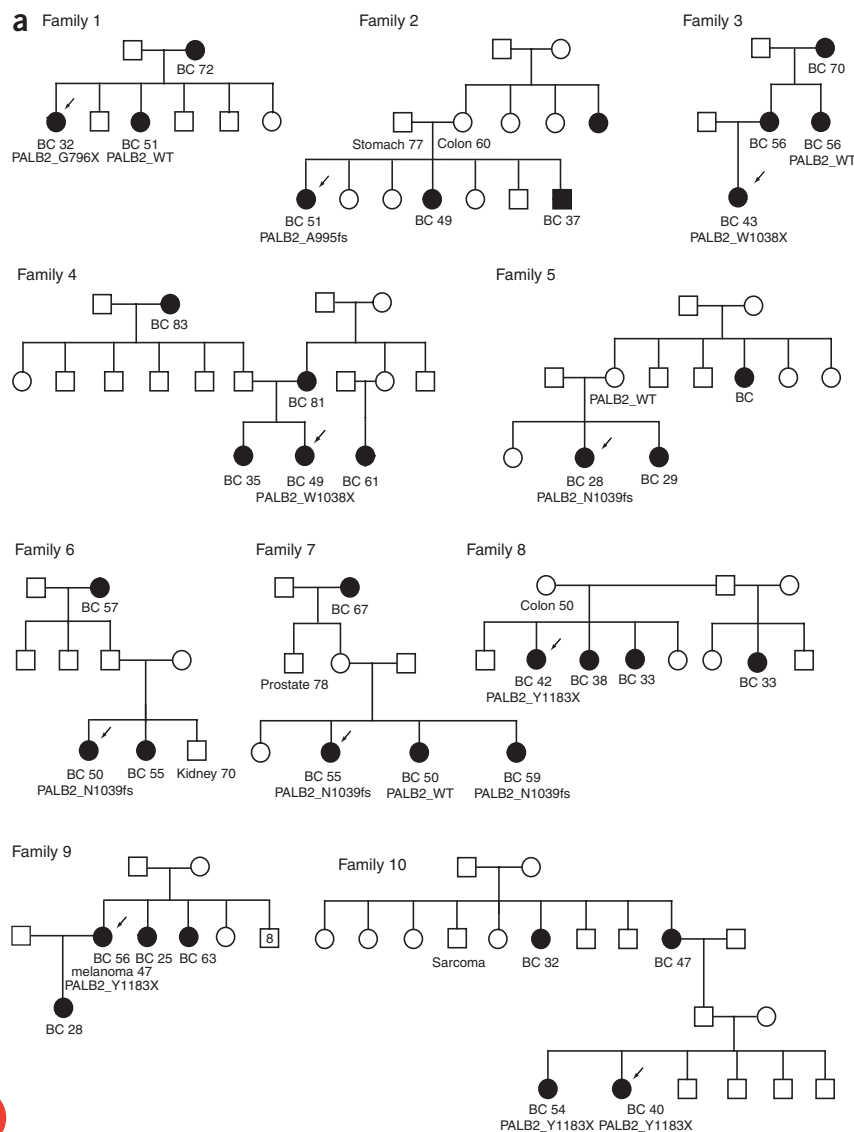 a
Family 1
Family 2
Family 3
BC 72
BC 70
BC 32
PALB2_G796X
BC 51
PALB2_WT
Stomach 77
Colon 60
BC 56
BC 56
PALB2_WT
BC 51
PALB2_A995fs
BC 49
BC 37
BC 43
PALB2_W1038X
Family 4
Family 5
BC 83
BC 81
PALB2_WT
BC
BC 35
BC 49
PALB2_W1038X
BC 61
BC 28
PALB2_N1039fs
BC 29
Family 6
Family 7
Family 8
BC 57
BC 67
Colon 50
Prostate 78
BC 42
PALB2_Y1183X
BC 38
BC 33
BC 33
BC 50
PALB2_N1039fs
BC 55
Kidney 70
BC 55
PALB2_N1039fs
BC 50
PALB2_WT
BC 59
PALB2_N1039fs
Family 9
Family 10
8
BC 56
melanoma 47
PALB2_Y1183X
BC 25
BC 63
Sarcoma
BC 32
BC 47
BC 28
BC 54
PALB2_Y1183X
BC 40
PALB2_Y1183X